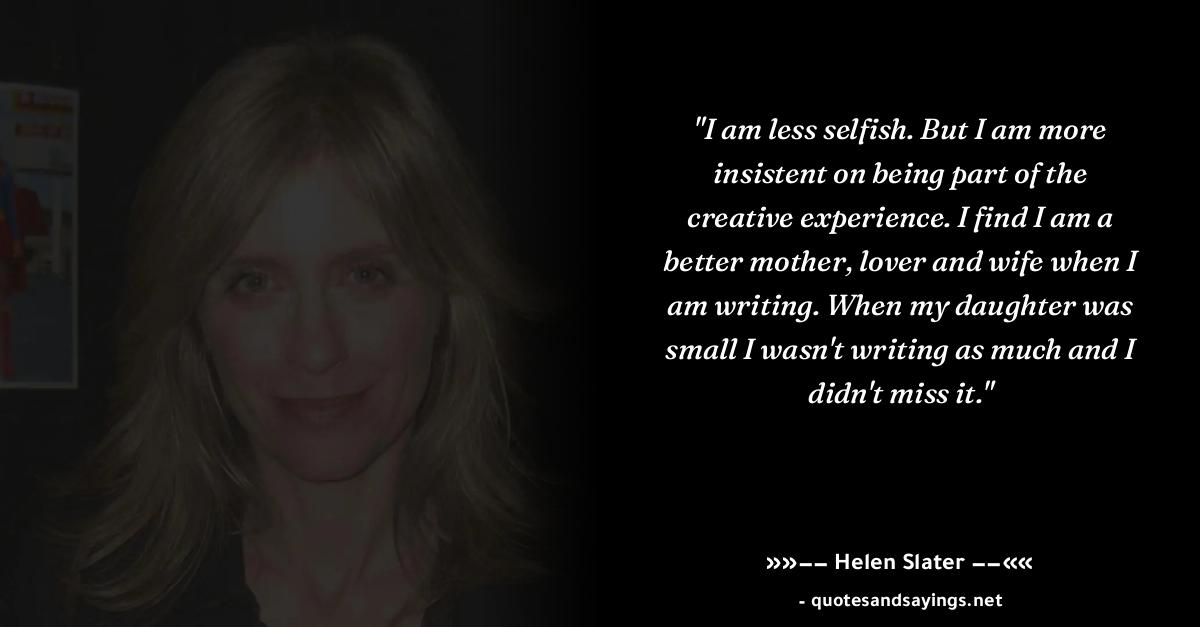 "I am less selfish. But I am more
insistent on being part of the
creative experience. I find I am a
better mother, lover and wife when I
am writing. When my daughter was
small I wasn't writing as much and I
didn't miss it."
»»−− Helen Slater −−««
- quotesandsayings.net